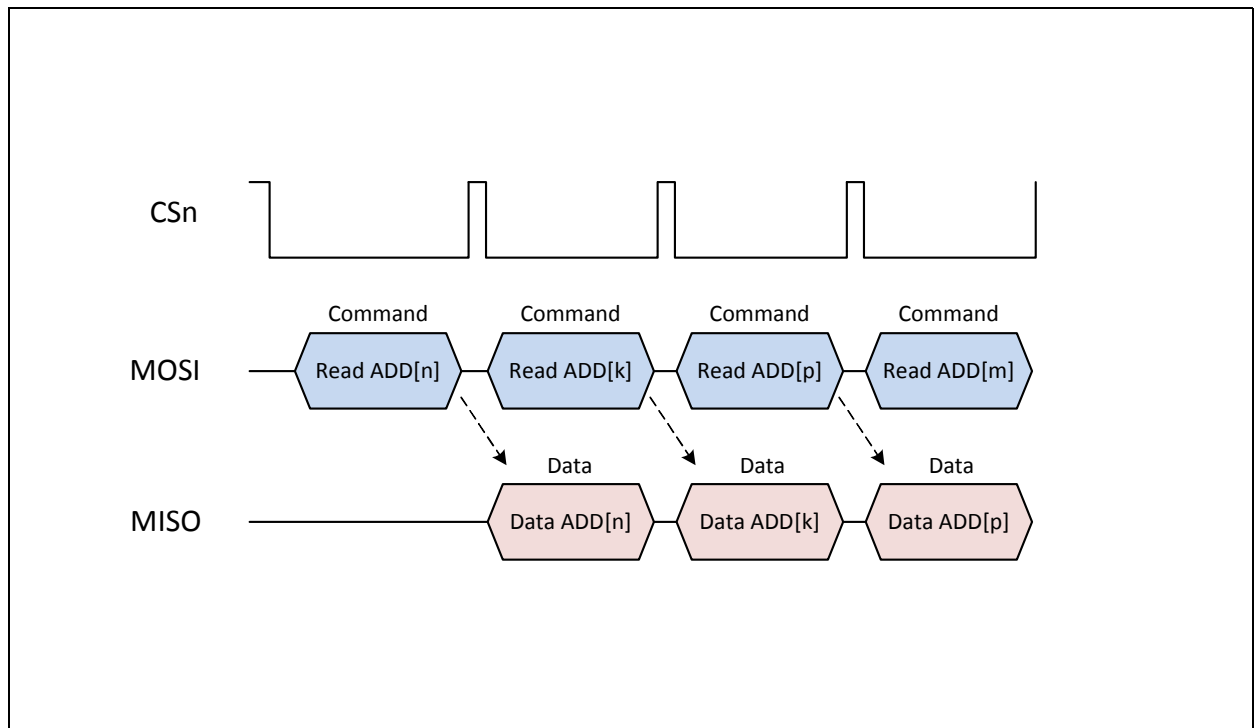 CSn
Command Command Command Command
MOSI Read ADD[n] Read ADD[k] Read ADD[p] Read ADD[m]
Data Data Data
MISO Data ADD[n] Data ADD[k] Data ADD[p]